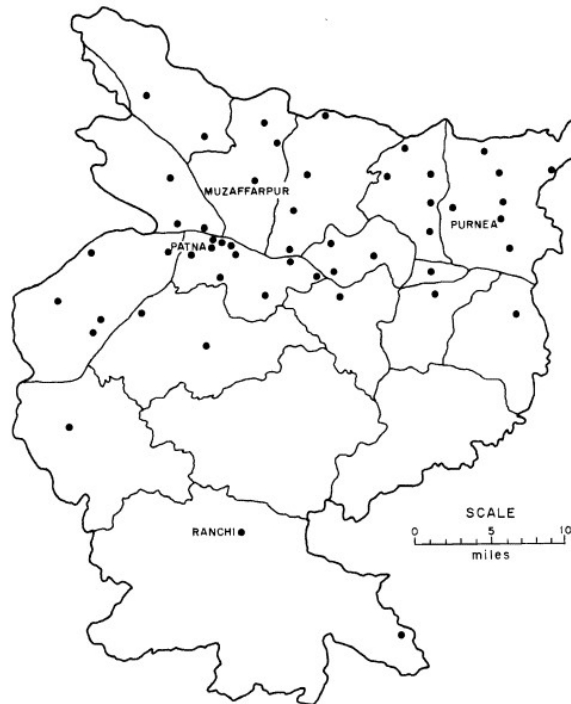 MUZAFFARPUR
PURNEA
PATNA
SCALE
0 5 10
miles
RANCHI